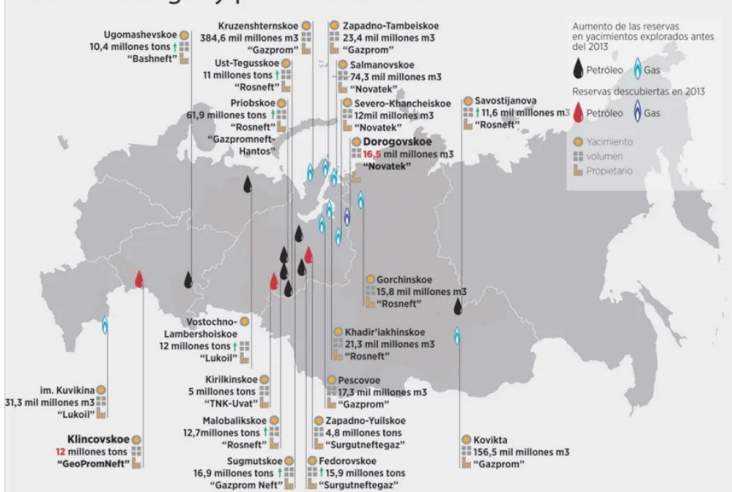 Ugomashevskoe
10,4 millones tons
"Bashneft"
Kruzenshternskoe
384,6 mil millones m3
"Gazprom"
Zapadno-Tambeiskoe
23,4 mil millones m3
"Gazprom"
Ust-Tegusskoe
11 millones tons
"Rosneft"
Salmanovskoe
74,3 mil millones m3
"Novatek"
Priobskoe
61,9 millones tons
"Rosneft"
"Gazpromneft-
Hantos"
Severo-Khancheiskoe
12mil millones m3
"Novatek"
Dorogovskoe
16,5 mil millones m3
"Novatek"
Savostijanova
11,6 mil millones m3
"Rosneft"
Aumento de las reservas
en yacimientos explorados antes
del 2013
Petróleo
Gas
Reservas descubiertas en 2013
Petróleo
Gas
Yacimiento
volumen
Propietario
Gorchinskoe
15,8 mil millones m3
"Rosneft"
Vostochno-
Lambershoiskoe
12 millones tons
"Lukoil"
Khadir'iakhinskoe
21,3 mil millones m3
"Rosneft"
im. Kuvikina
31,3 mil millones m3
"Lukoil"
Kirilkinskoe
5 millones tons
"TNK-Uvat"
Pescovoe
17,3 mil millones m3
"Gazprom"
Malobalikskoe
12,7millones tons
"Rosneft"
Zapadno-Yuilskoe
4,8 millones tons
"Surgutneftegaz"
Klincovskoe
12 millones tons
"GeoPromNeft"
Sugmutskoe
16,9 millones tons
"Gazprom Neft"
Fedorovskoe
15,9 millones tons
"Surgutneftegaz"
Kovikta
156,5 mil millones m3
"Gazprom"